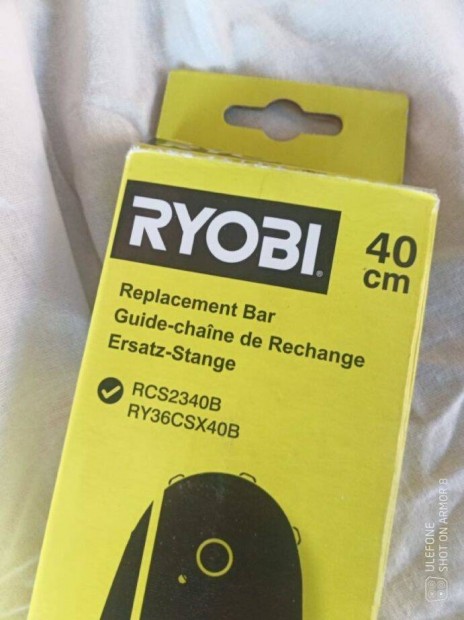 RYOBI®
40
cm
Replacement Bar
Guide-chaîne de Rechange
Ersatz-Stange
RCS2340B
RY36CSX40B
ULEFONE
SHOT ON ARMOR 8